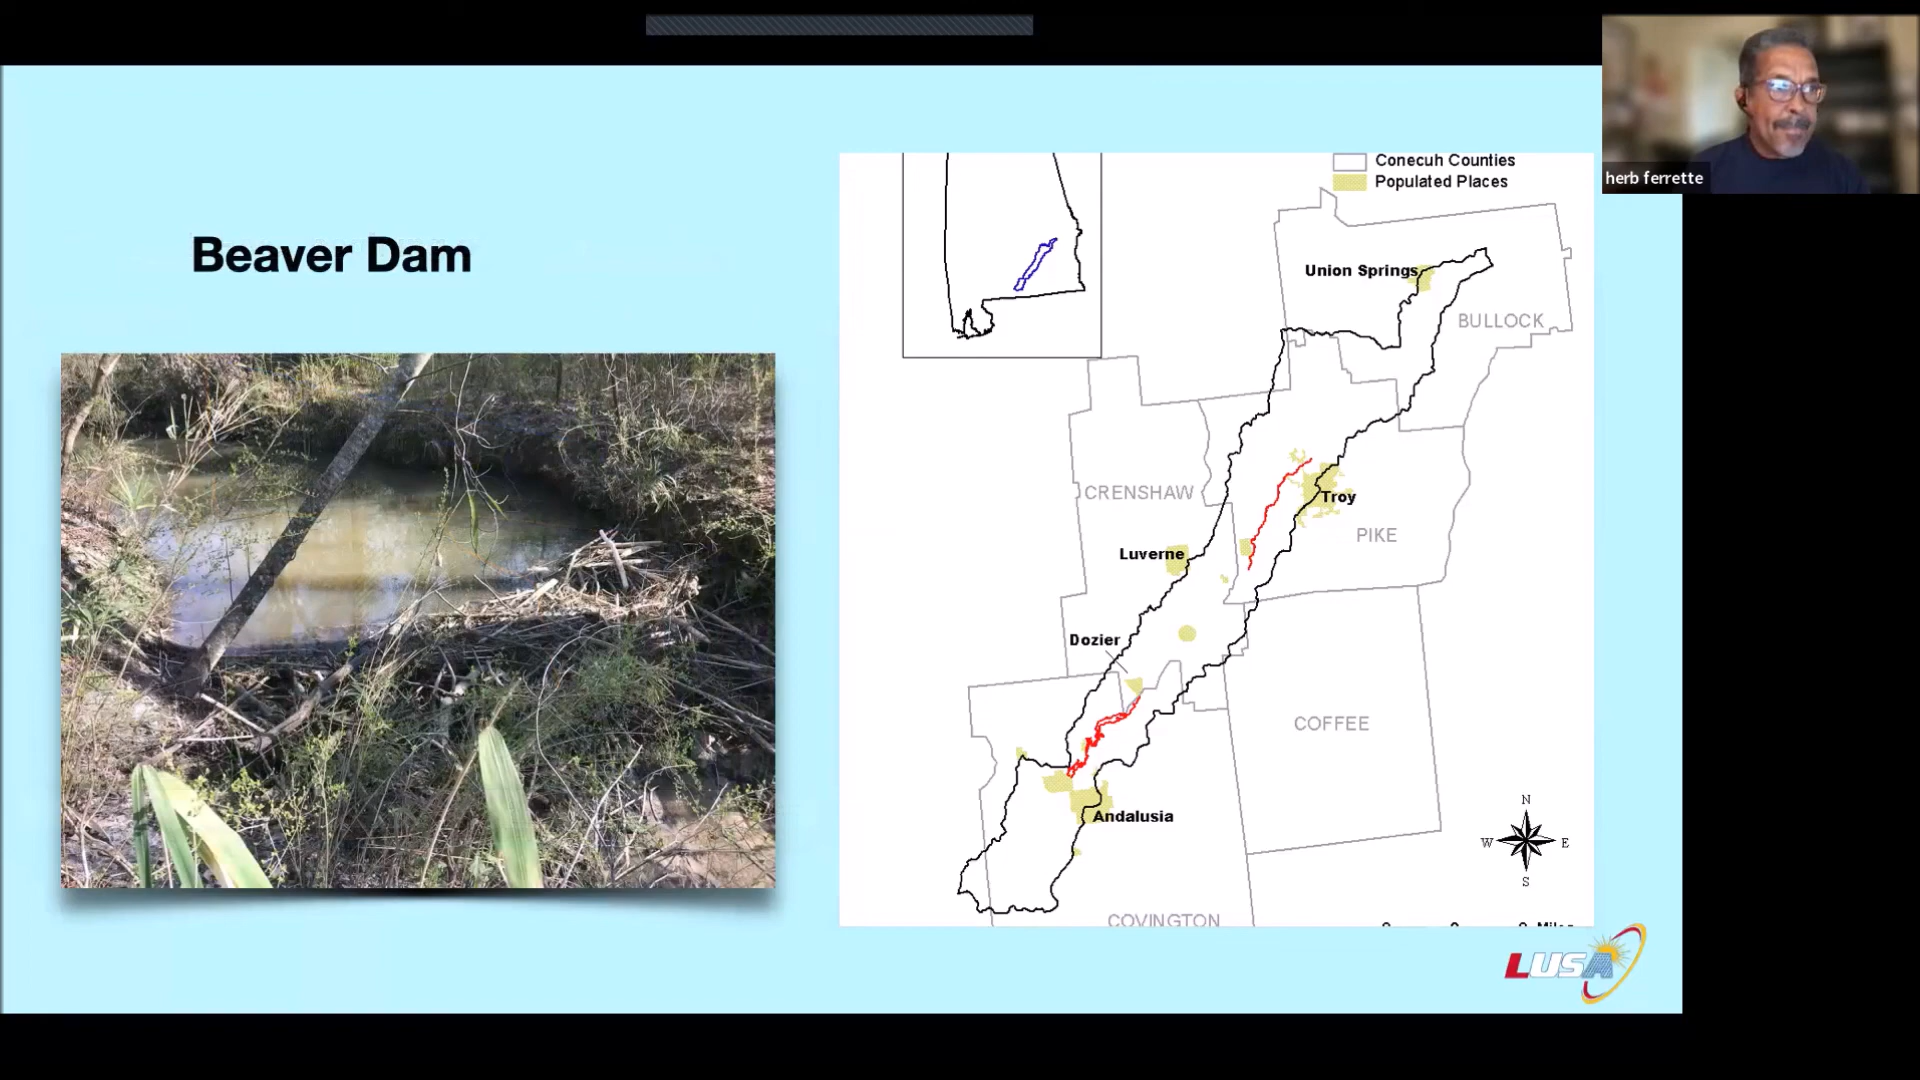 herb ferrette
Beaver Dam
Conecuh Counties
Populated Places
Union Springs
BULLOCK
CRENSHAW
Troy
PIKE
Luverne
Dozier
COFFEE
Andalusia
N
W E
S
COVINGTON
LUSA